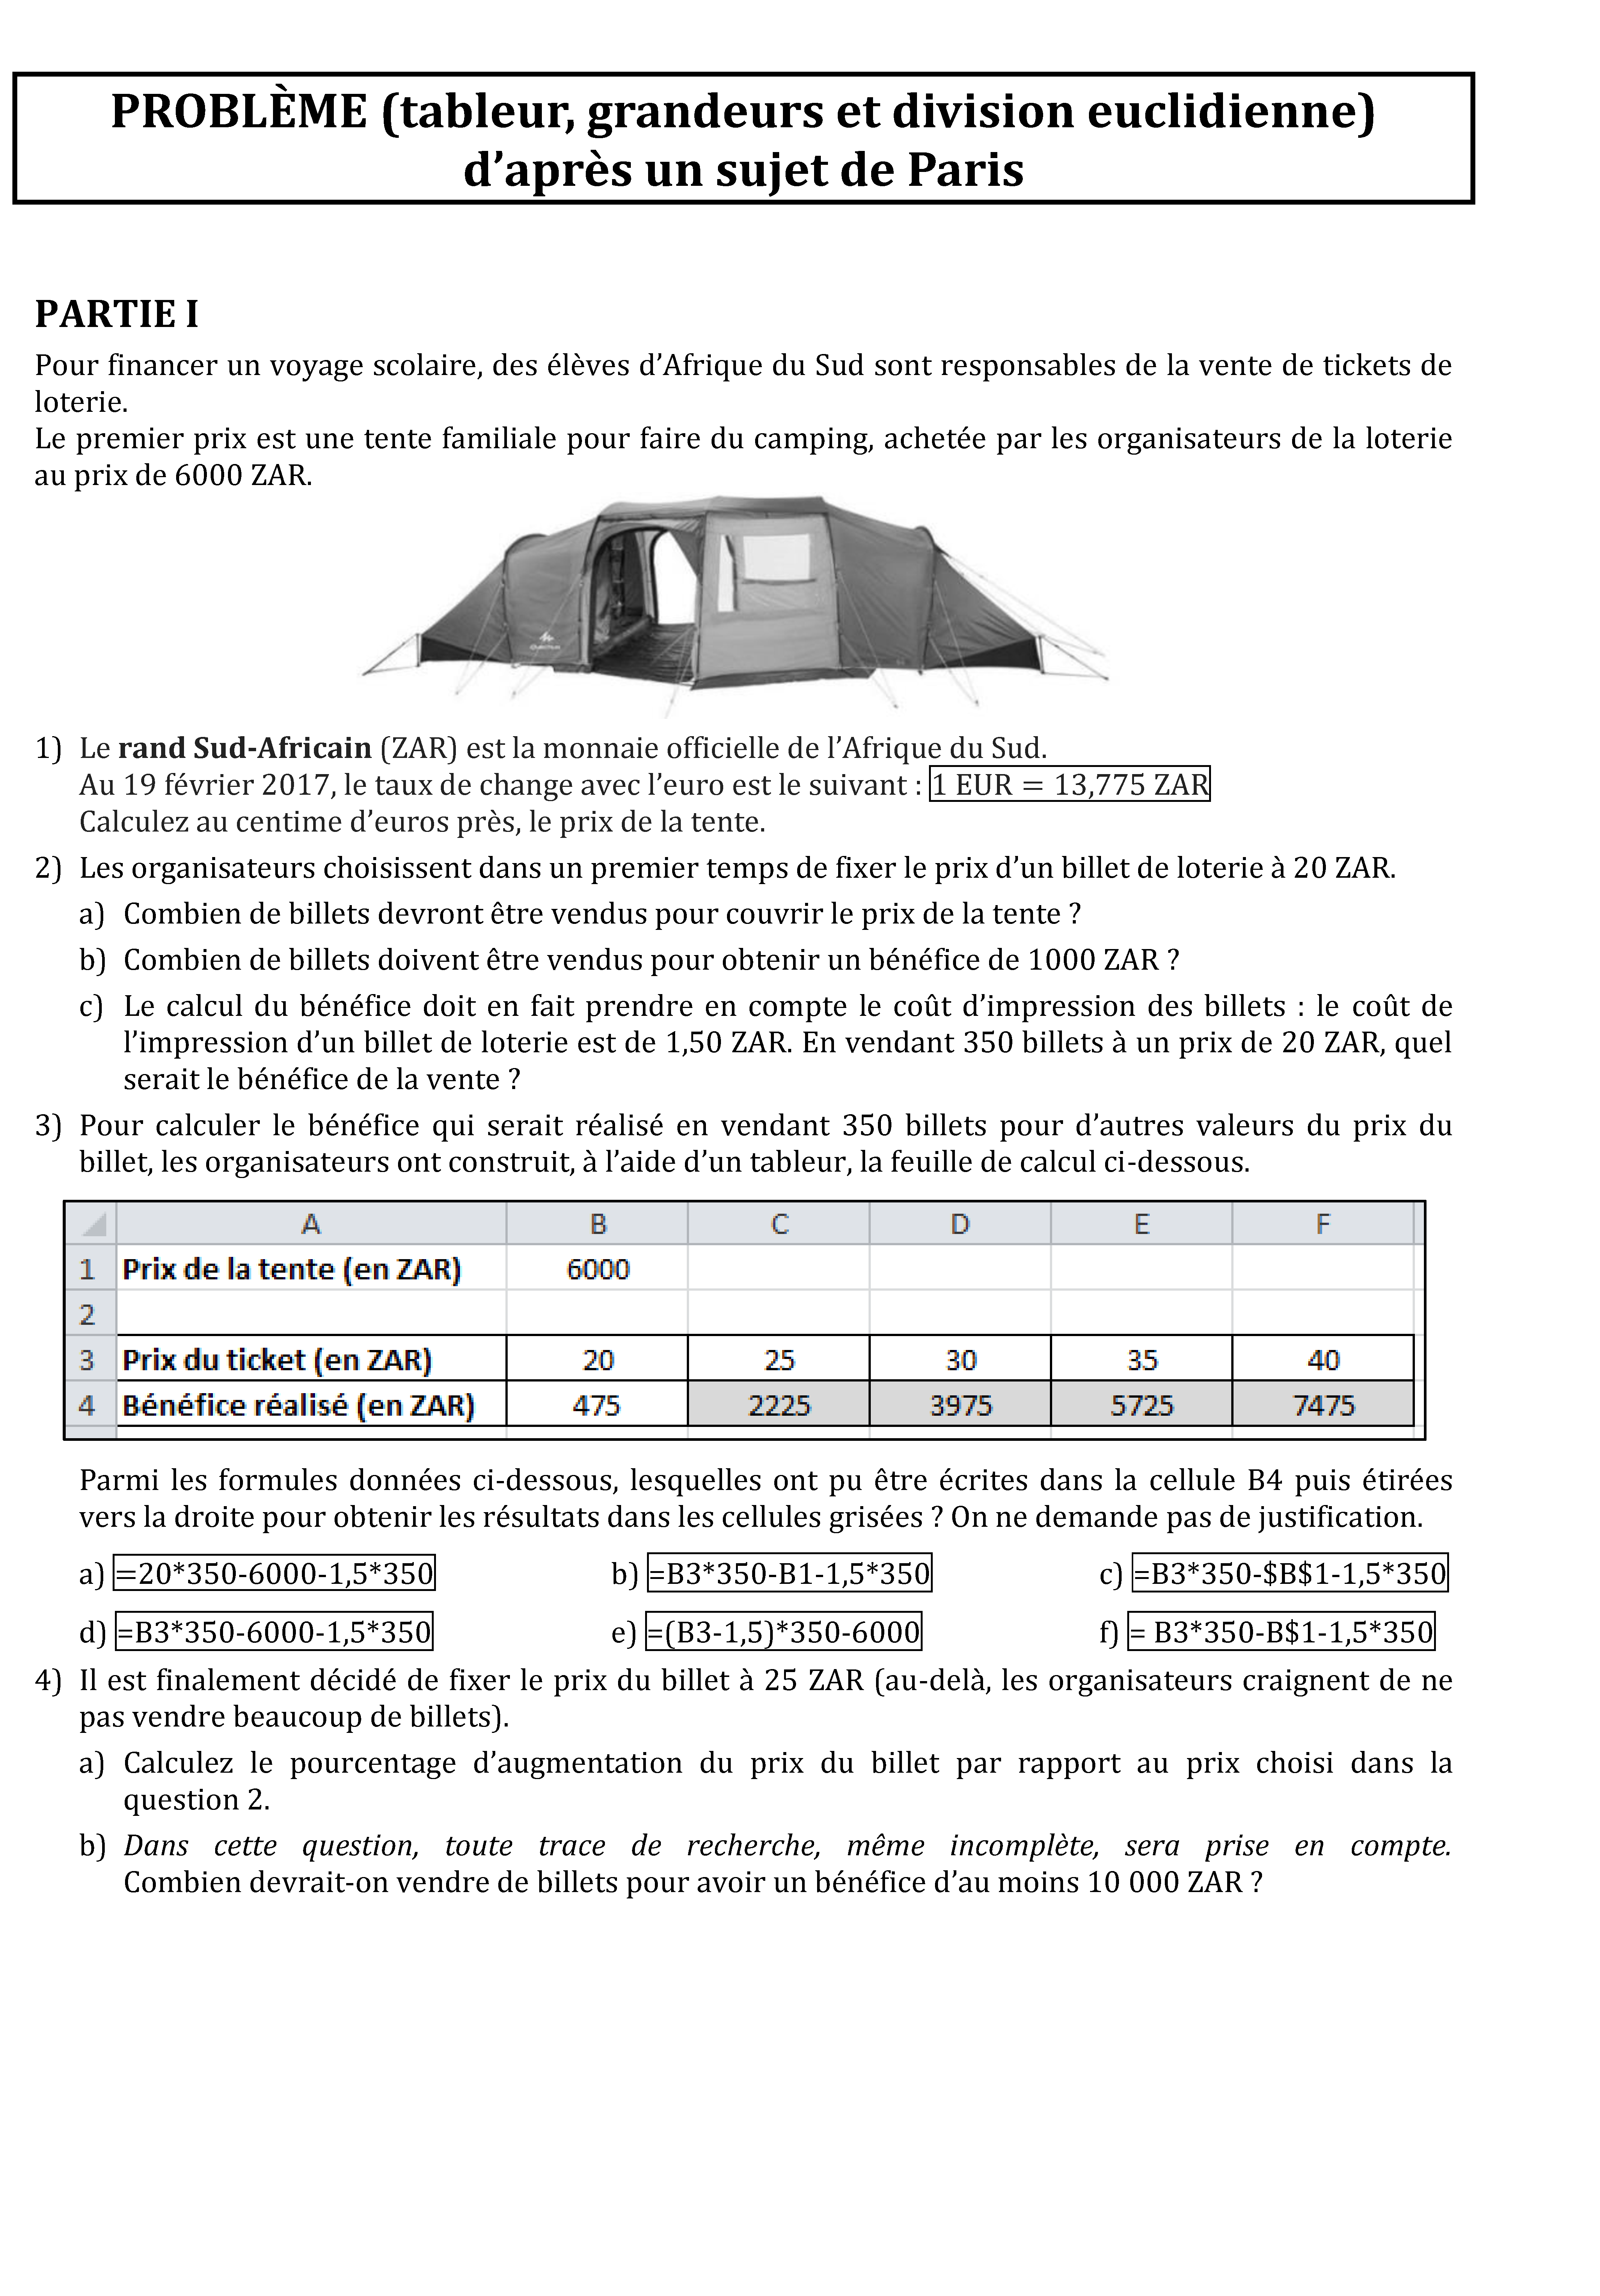 PROBLÈME (tableur, grandeurs et division euclidienne)
d’après un sujet de Paris
PARTIE I
Pour financer un voyage scolaire, des élèves d’Afrique du Sud sont responsables de la vente de tickets de
loterie.
Le premier prix est une tente familiale pour faire du camping, achetée par les organisateurs de la loterie
au prix de 6000 ZAR.
1) Le rand Sud-Africain (ZAR) est la monnaie officielle de l’Afrique du Sud.
Au 19 février 2017, le taux de change avec l’euro est le suivant : 1 EUR = 13,775 ZAR
Calculez au centime d’euros près, le prix de la tente.
2) Les organisateurs choisissent dans un premier temps de fixer le prix d’un billet de loterie à 20 ZAR.
a) Combien de billets devront être vendus pour couvrir le prix de la tente ?
b) Combien de billets doivent être vendus pour obtenir un bénéfice de 1000 ZAR ?
c) Le calcul du bénéfice doit en fait prendre en compte le coût d’impression des billets : le coût de
l’impression d’un billet de loterie est de 1,50 ZAR. En vendant 350 billets à un prix de 20 ZAR, quel
serait le bénéfice de la vente ?
3) Pour calculer le bénéfice qui serait réalisé en vendant 350 billets pour d’autres valeurs du prix du
billet, les organisateurs ont construit, à l’aide d’un tableur, la feuille de calcul ci-dessous.
A B C D E F
1 Prix de la tente (en ZAR) 6000
2
3 Prix du ticket (en ZAR) 20 25 30 35 40
4 Bénéfice réalisé (en ZAR) 475 2225 3975 5725 7475
Parmi les formules données ci-dessous, lesquelles ont pu être écrites dans la cellule B4 puis étirées
vers la droite pour obtenir les résultats dans les cellules grisées ? On ne demande pas de justification.
a) =20*350-6000-1,5*350 b) =B3*350-B1-1,5*350 c) =B3*350-$B$1-1,5*350
d) =B3*350-6000-1,5*350 e) =(B3-1,5)*350-6000 f) = B3*350-B$1-1,5*350
4) Il est finalement décidé de fixer le prix du billet à 25 ZAR (au-delà, les organisateurs craignent de ne
pas vendre beaucoup de billets).
a) Calculez le pourcentage d’augmentation du prix du billet par rapport au prix choisi dans la
question 2.
b) Dans cette question, toute trace de recherche, même incomplète, sera prise en compte.
Combien devrait-on vendre de billets pour avoir un bénéfice d’au moins 10 000 ZAR ?